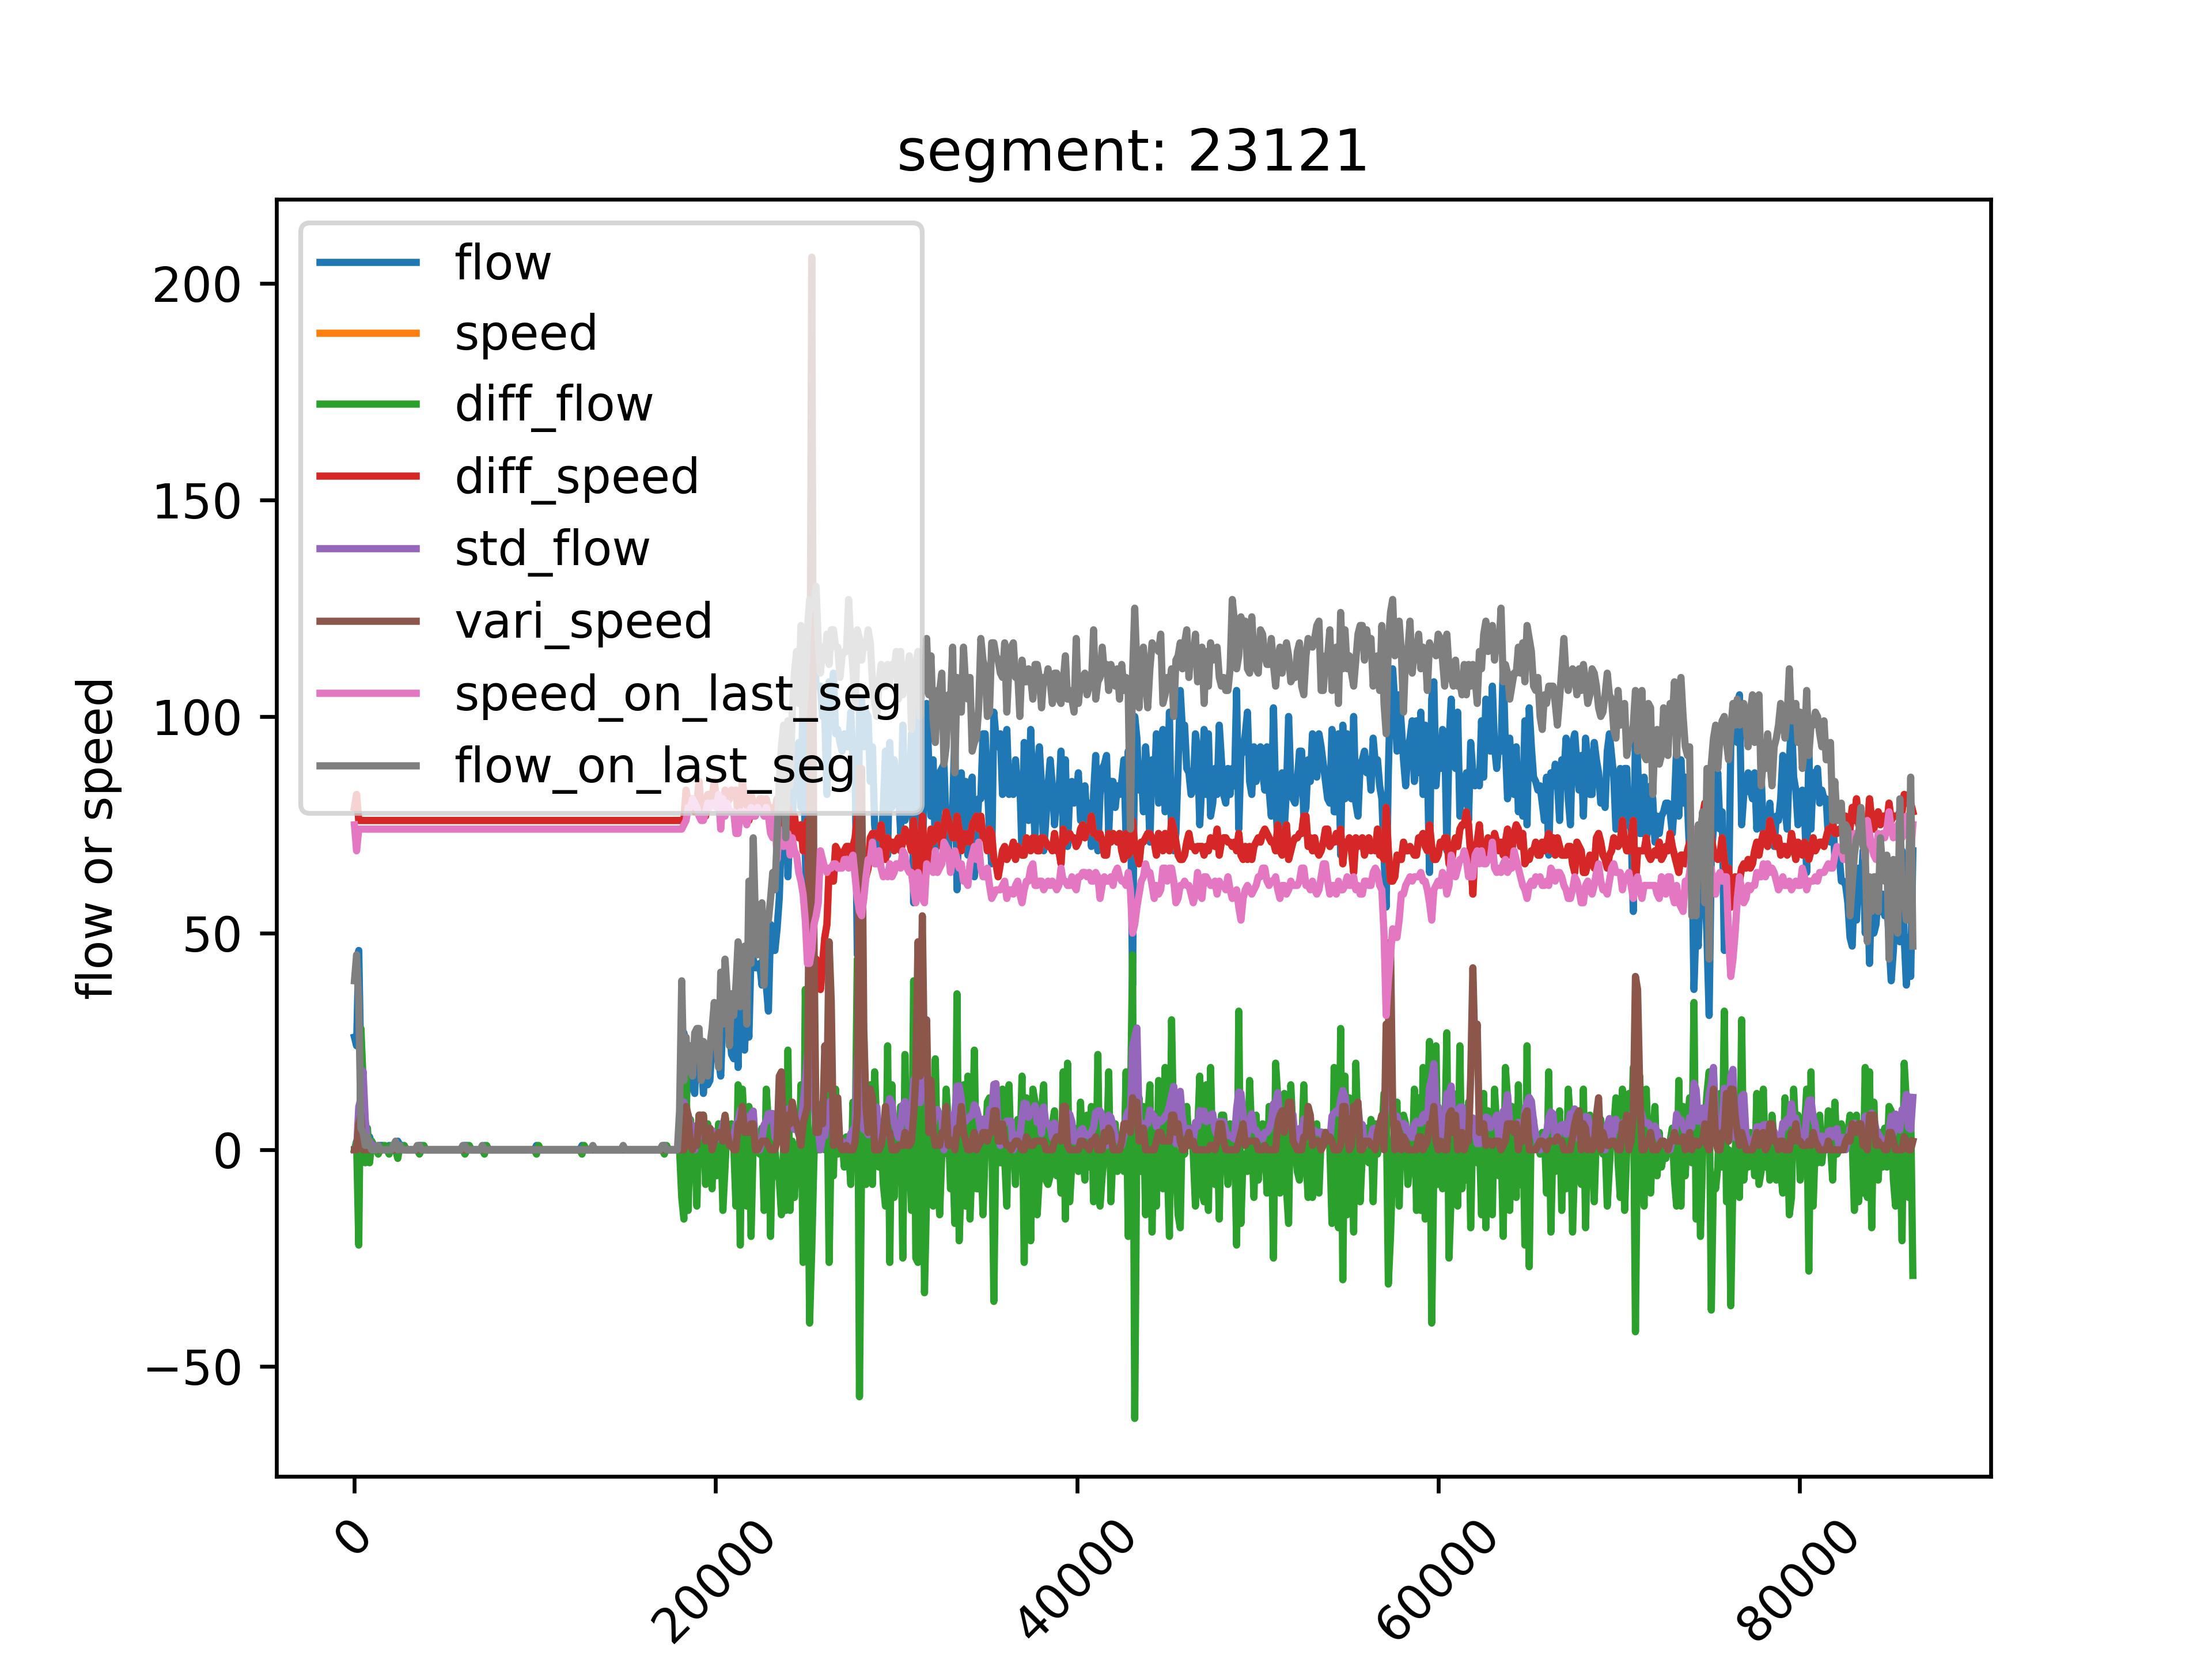 segment: 23121
flow or speed
200
150
100
50
0
−50
flow
speed
diff_flow
diff_speed
std_flow
vari_speed
speed_on_last_seg
flow_on_last_seg
0
20000
40000
60000
80000